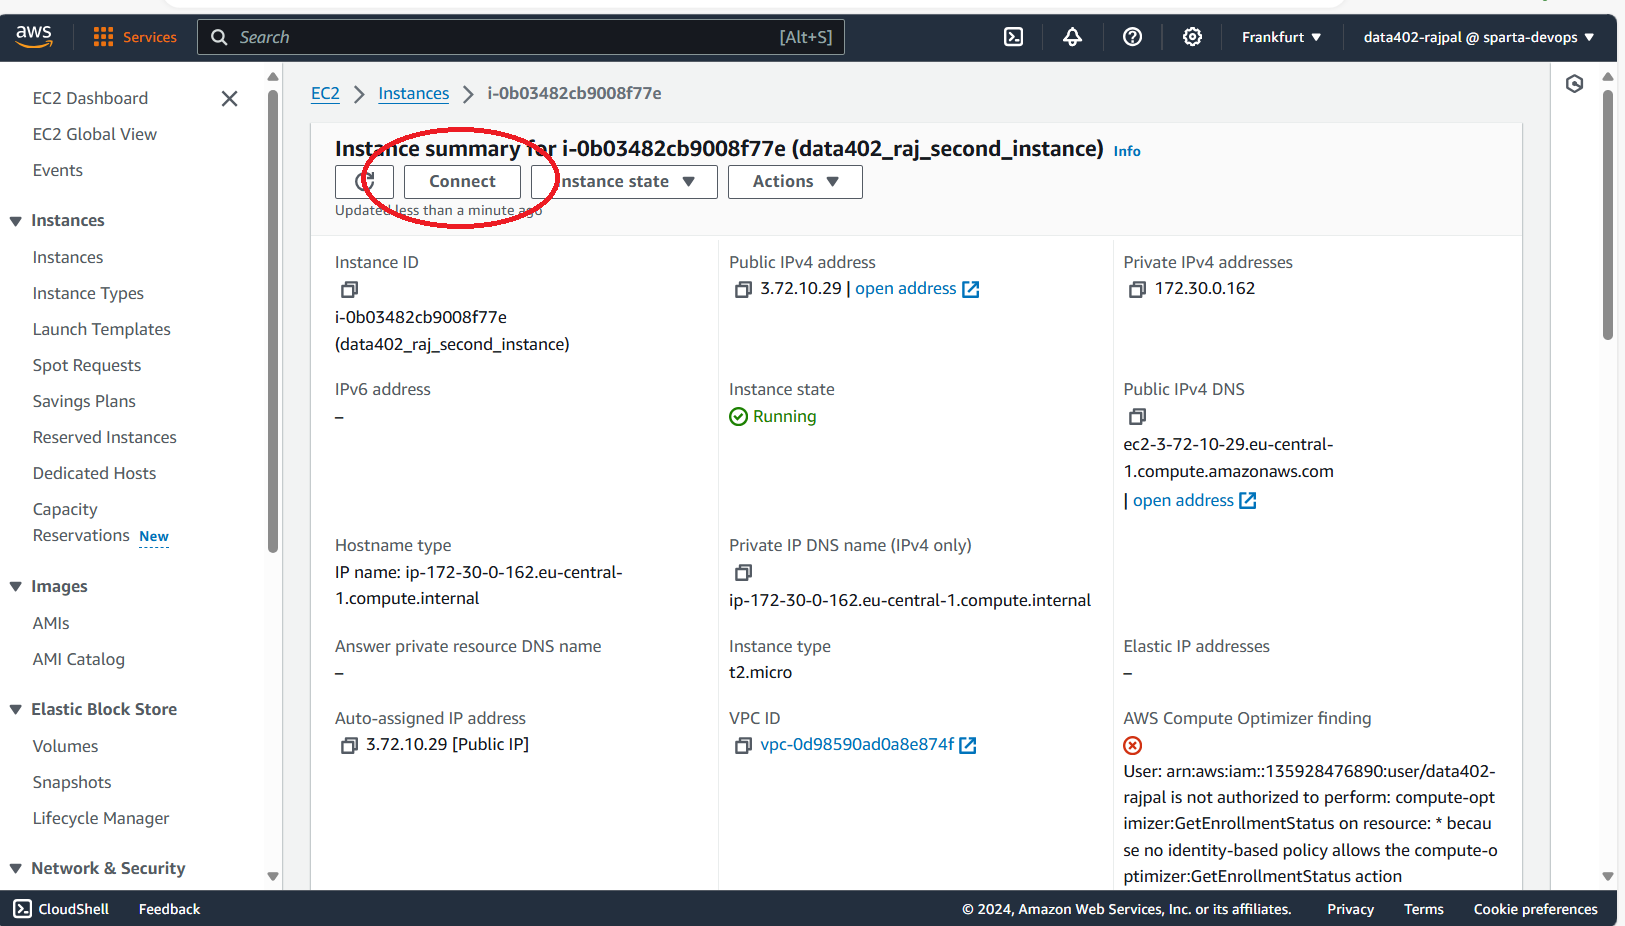 aws
Services
Search
[Alt+S]
Frankfurt
data402-rajpal @ sparta-devops
EC2 Dashboard
EC2 Global View
Events
Instances
Instances
Instance Types
Launch Templates
Spot Requests
Savings Plans
Reserved Instances
Dedicated Hosts
Capacity
Reservations New
Images
AMIs
AMI Catalog
Elastic Block Store
Volumes
Snapshots
Lifecycle Manager
Network & Security
EC2
Instances
i-0b03482cb9008f77e
Instance summary for i-0b03482cb9008f77e (data402_raj_second_instance) Info
Connect
Instance state
Actions
Updated less than a minute ago
Instance ID
i-0b03482cb9008f77e
(data402_raj_second_instance)
Public IPv4 address
3.72.10.29 | open address
Private IPv4 addresses
172.30.0.162
IPv6 address
–
Instance state
Running
Public IPv4 DNS
ec2-3-72-10-29.eu-central-
1.compute.amazonaws.com
| open address
Hostname type
IP name: ip-172-30-0-162.eu-central-
1.compute.internal
Private IP DNS name (IPv4 only)
ip-172-30-0-162.eu-central-1.compute.internal
Answer private resource DNS name
–
Instance type
t2.micro
Elastic IP addresses
–
Auto-assigned IP address
3.72.10.29 [Public IP]
VPC ID
vpc-0d98590ad0a8e874f
AWS Compute Optimizer finding
User: arn:aws:iam::135928476890:user/data402-
rajpal is not authorized to perform: compute-opt
imizer:GetEnrollmentStatus on resource: * becau
se no identity-based policy allows the compute-o
ptimizer:GetEnrollmentStatus action
CloudShell
Feedback
© 2024, Amazon Web Services, Inc. or its affiliates.
Privacy
Terms
Cookie preferences